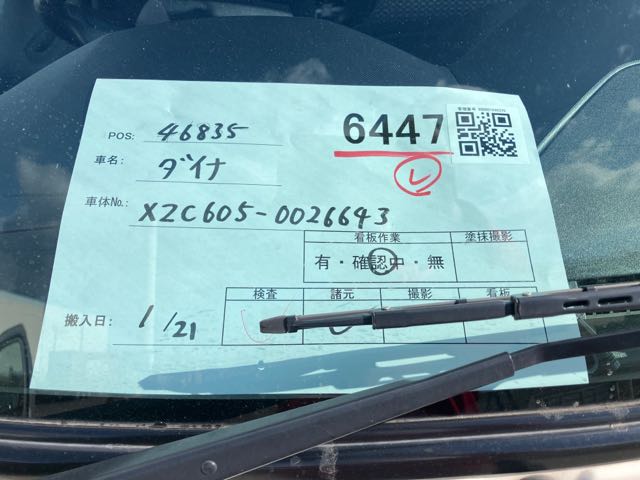 POS: 46835
6447
レ
車名: ダイナ
車体No.: XZC605-0026643
看板作業 塗抹撮影
有・確認中・無
検査 諸元 撮影 看板
搬入日: 1/21